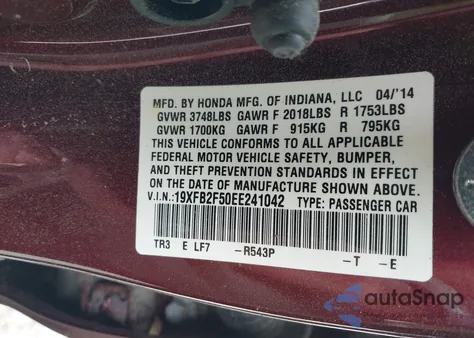 MFD. BY HONDA MFG. OF INDIANA, LLC 04/'14
GVWR 3748LBS GAWR F 2018LBS R 1753LBS
GVWR 1700KG GAWR F 915KG R 795KG
THIS VEHICLE CONFORMS TO ALL APPLICABLE
FEDERAL MOTOR VEHICLE SAFETY, BUMPER,
AND THEFT PREVENTION STANDARDS IN EFFECT
ON THE DATE OF MANUFACTURE SHOWN ABOVE.
V.I.N.:19XFB2F50EE241042 TYPE: PASSENGER CAR
TR3 E LF7 -R543P -T -E
autoSnap